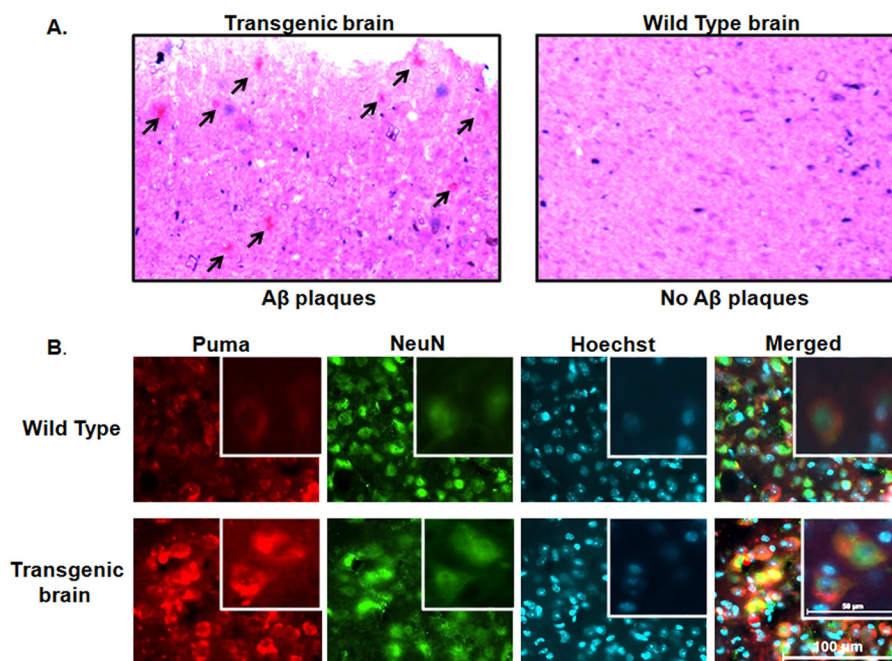 A.
Transgenic brain
Wild Type brain
Aβ plaques
No Aβ plaques
B.
Puma
NeuN
Hoechst
Merged
Wild Type
Transgenic
brain
50 µm
100 µm